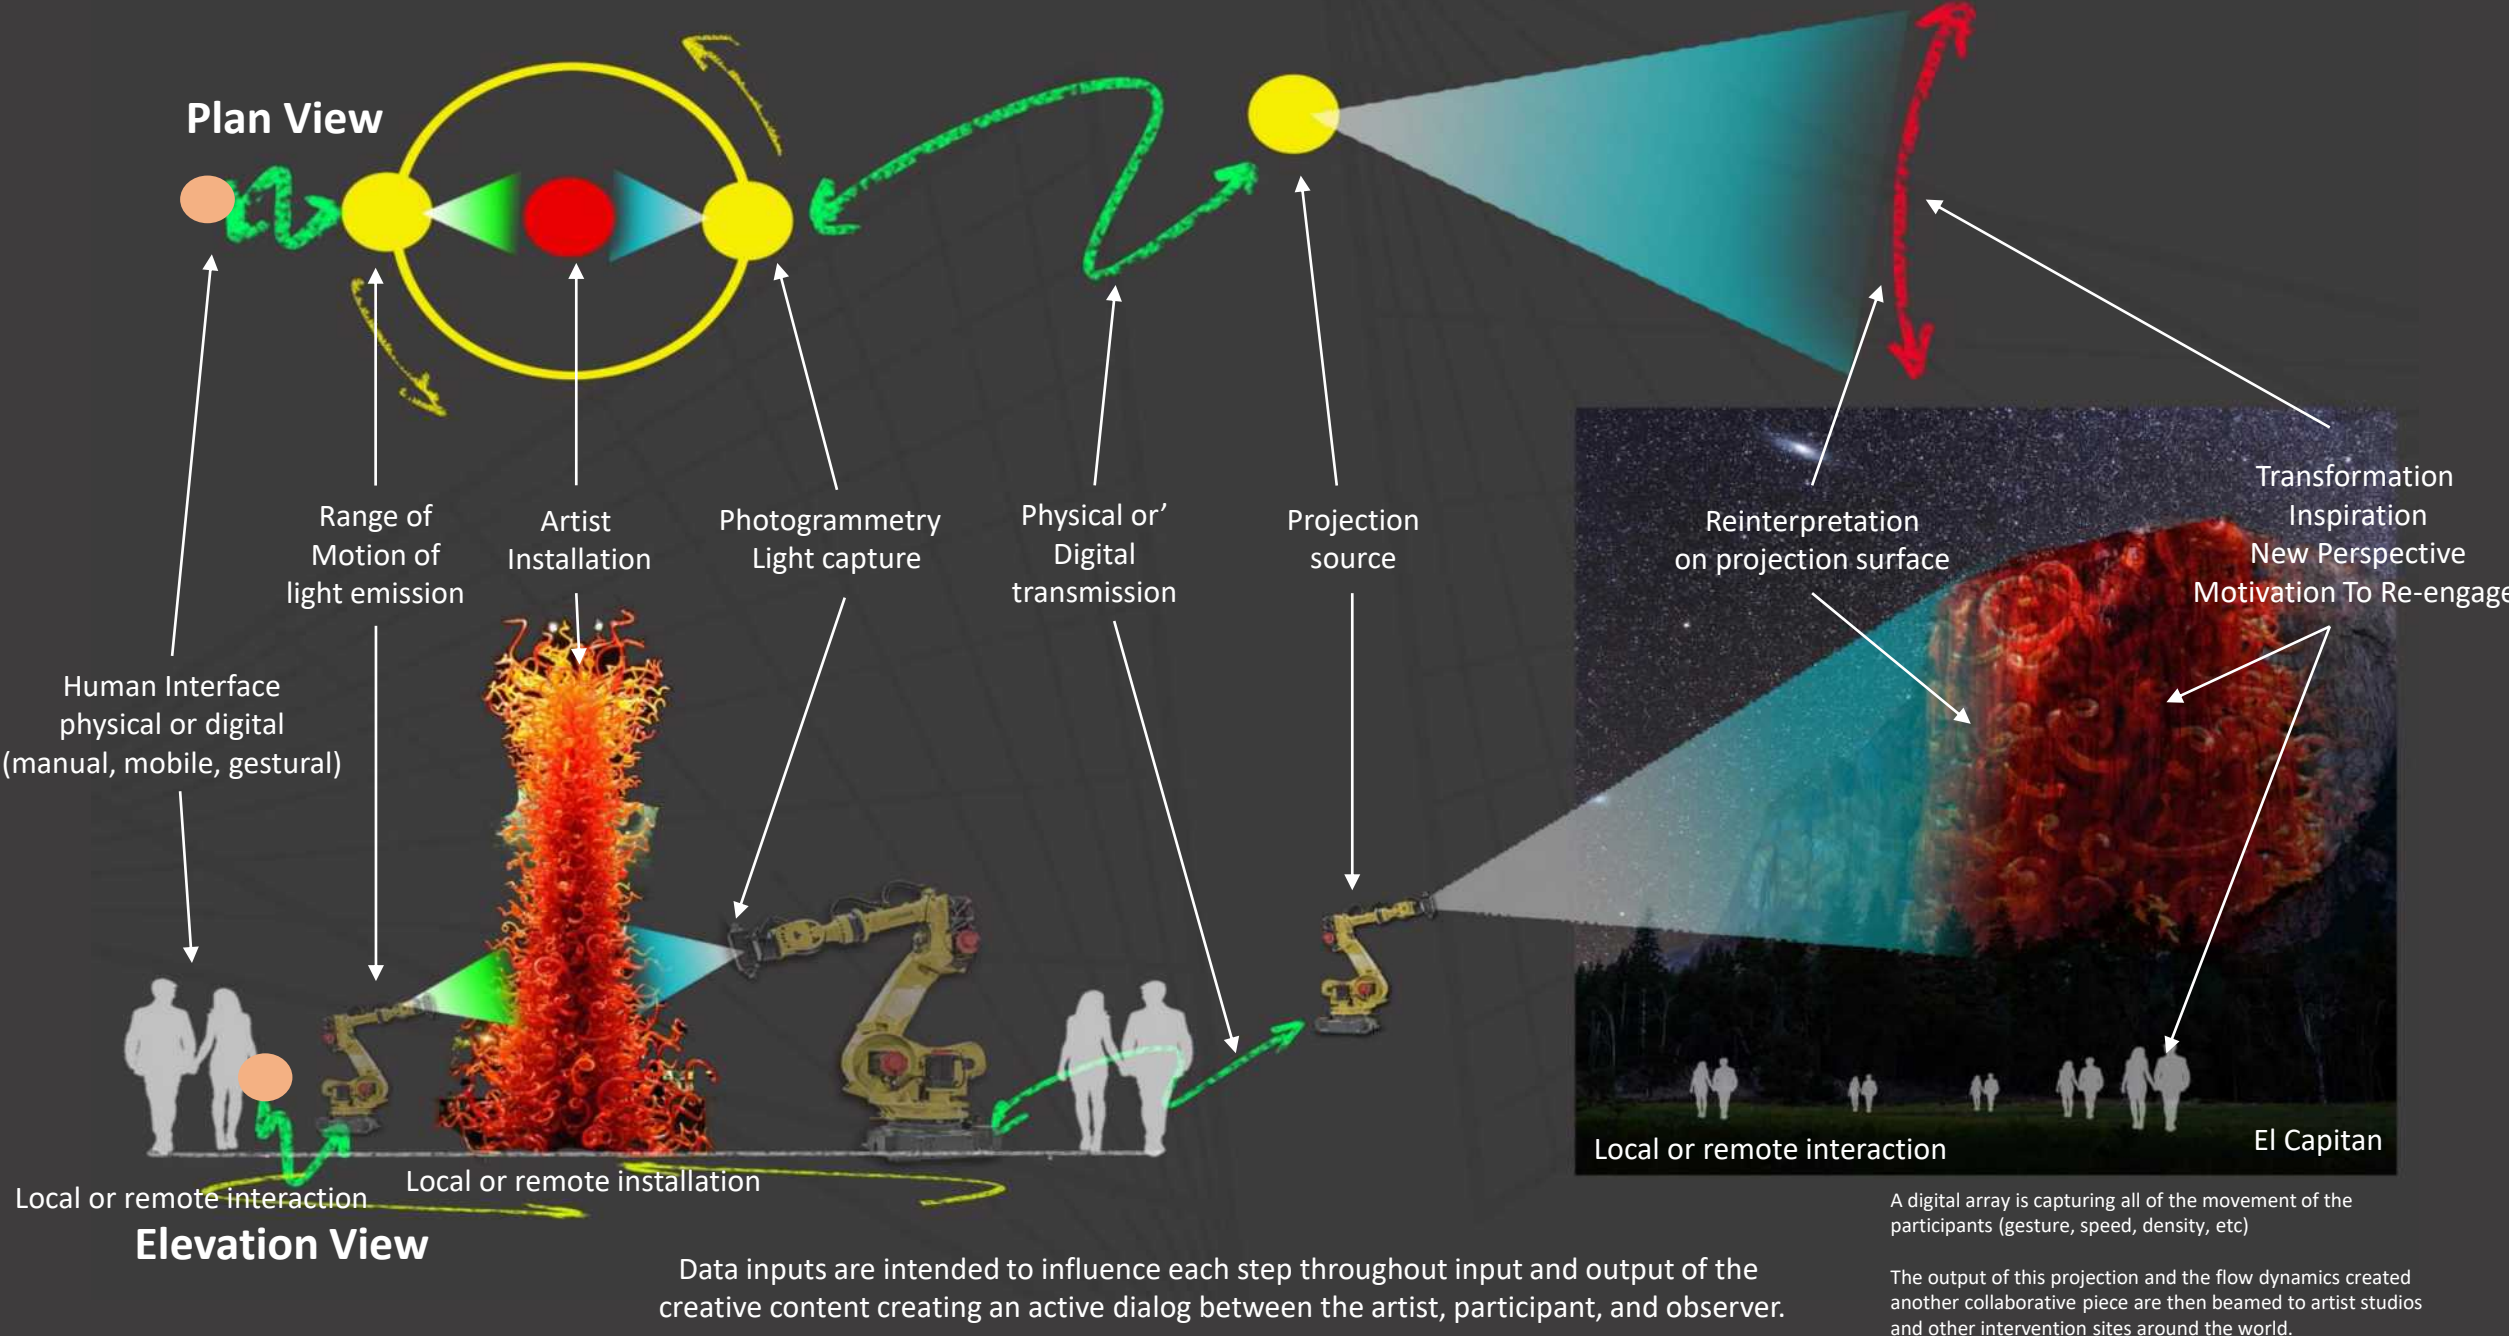 Plan View
Range of
Motion of
light emission
Artist
Installation
Photogrammetry
Light capture
Physical or’
Digital
transmission
Projection
source
Reinterpretation
on projection surface
Transformation
Inspiration
New Perspective
Motivation To Re-engage
Human Interface
physical or digital
(manual, mobile, gestural)
Local or remote interaction
Local or remote installation
Elevation View
Local or remote interaction
El Capitan
A digital array is capturing all of the movement of the
participants (gesture, speed, density, etc)
The output of this projection and the flow dynamics created
another collaborative piece are then beamed to artist studios
and other intervention sites around the world.
Data inputs are intended to influence each step throughout input and output of the
creative content creating an active dialog between the artist, participant, and observer.